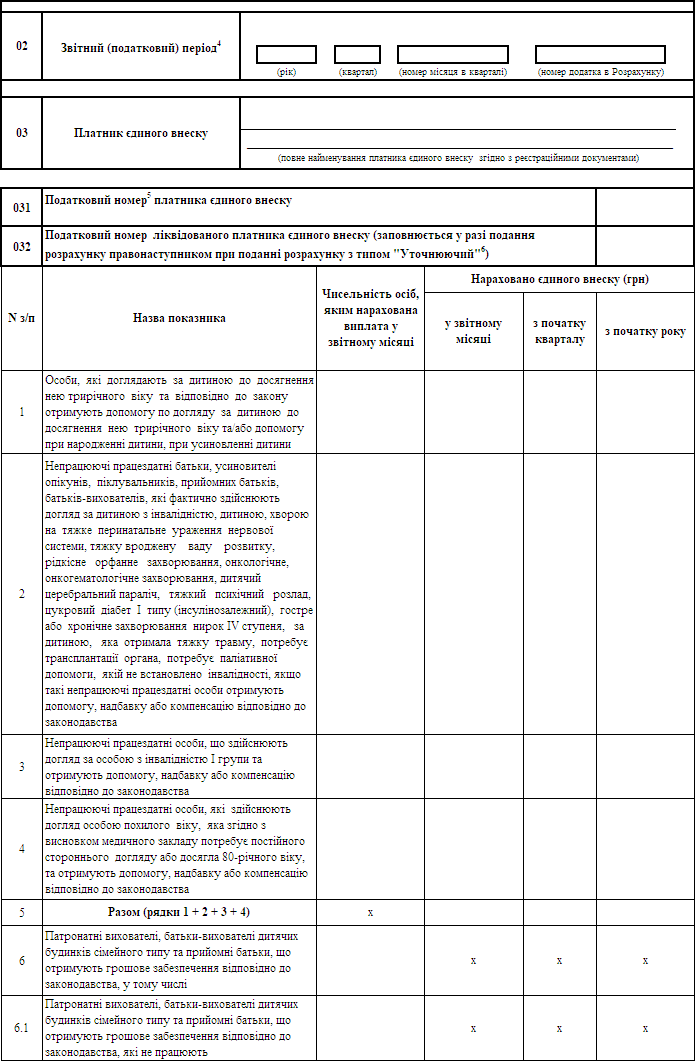 02
Звітний (податковий) період4
(рік)
(квартал)
(номер місяця в кварталі)
(номер додатка в Розрахунку)
03
Платник єдиного внеску
(повне найменування платника єдиного внеску згідно з реєстраційними документами)
031
Податковий номер5 платника єдиного внеску
032
Податковий номер ліквідованого платника єдиного внеску (заповнюється у разі подання
розрахунку правонаступником при поданні розрахунку з типом "Уточнюючий"6)
N з/п
Назва показника
Чисельність осіб,
яким нарахована
виплата у
звітному місяці
Нараховано єдиного внеску (грн)
у звітному
місяці
з початку
кварталу
з початку року
1
Особи, які доглядають за дитиною до досягнення
нею трирічного віку та відповідно до закону
отримують допомогу по догляду за дитиною до
досягнення нею трирічного віку та/або допомогу
при народженні дитини, при усиновленні дитини
2
Непрацюючі працездатні батьки, усиновителі
опікунів, піклувальників, прийомних батьків,
батьків-вихователів, які фактично здійснюють
догляд за дитиною з інвалідністю, дитиною, хворою
на тяжке перинатальне ураження нервової
системи, тяжку вроджену ваду розвитку,
рідкісне орфанне захворювання, онкологічне,
онкогематологічне захворювання, дитячий
церебральний параліч, тяжкий психічний розлад,
цукровий діабет I типу (інсулінозалежний), гостре
або хронічне захворювання нирок IV ступеня, за
дитиною, яка отримала тяжку травму, потребує
трансплантації органа, потребує паліативної
допомоги, якій не встановлено інвалідності, якщо
такі непрацюючі працездатні особи отримують
допомогу, надбавку або компенсацію відповідно до
законодавства
3
Непрацюючі працездатні особи, що здійснюють
догляд за особою з інвалідністю I групи та
отримують допомогу, надбавку або компенсацію
відповідно до законодавства
4
Непрацюючі працездатні особи, які здійснюють
догляд особою похилого віку, яка згідно з
висновком медичного закладу потребує постійного
стороннього догляду або досягла 80-річного віку,
та отримують допомогу, надбавку або компенсацію
відповідно до законодавства
5
Разом (рядки 1 + 2 + 3 + 4)
х
6
Патронатні вихователі, батьки-вихователі дитячих
будинків сімейного типу та прийомні батьки, що
отримують грошове забезпечення відповідно до
законодавства, у тому числі
х
х
х
6.1
Патронатні вихователі, батьки-вихователі дитячих
будинків сімейного типу та прийомні батьки, що
отримують грошове забезпечення відповідно до
законодавства, які не працюють
х
х
х